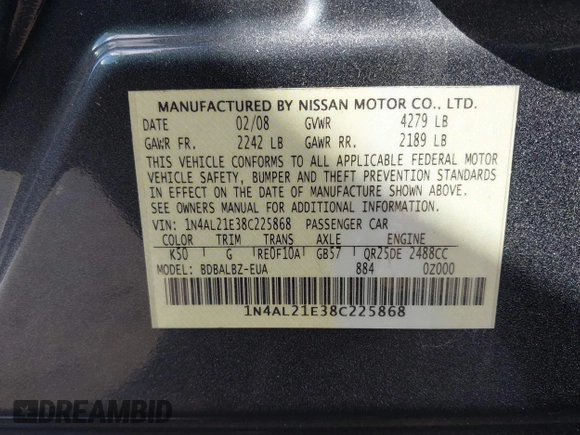 MANUFACTURED BY NISSAN MOTOR CO., LTD.
DATE 02/08 GVWR 4279 LB
GAWR FR. 2242 LB GAWR RR. 2189 LB
THIS VEHICLE CONFORMS TO ALL APPLICABLE FEDERAL MOTOR
VEHICLE SAFETY, BUMPER AND THEFT PREVENTION STANDARDS
IN EFFECT ON THE DATE OF MANUFACTURE SHOWN ABOVE.
SEE OWNERS MANUAL FOR ADDITIONAL INFORMATION.
VIN: 1N4AL21E38C225868 PASSENGER CAR
COLOR TRIM TRANS AXLE ENGINE
K50 G RE0F10A GB57 QR25DE 2488CC
MODEL: BDBALBZ-EUA 884 0Z000
1N4AL21E38C225868
DREAMBID